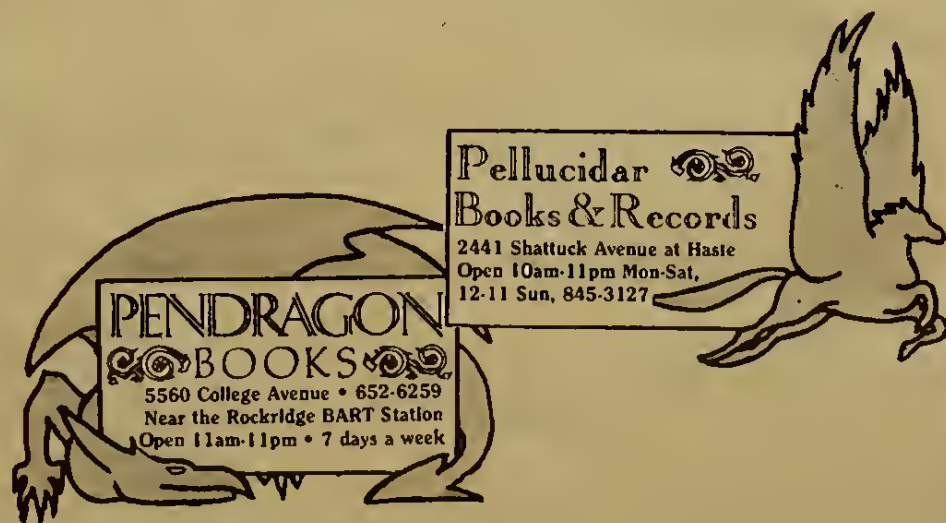 Pellucidar
Books & Records
2441 Shattuck Avenue at Haste
Open 10am-11pm Mon-Sat,
12-11 Sun, 845-3127
PENDRAGON
BOOKS
5560 College Avenue • 652-6259
Near the Rockridge BART Station
Open 11am-11pm • 7 days a week